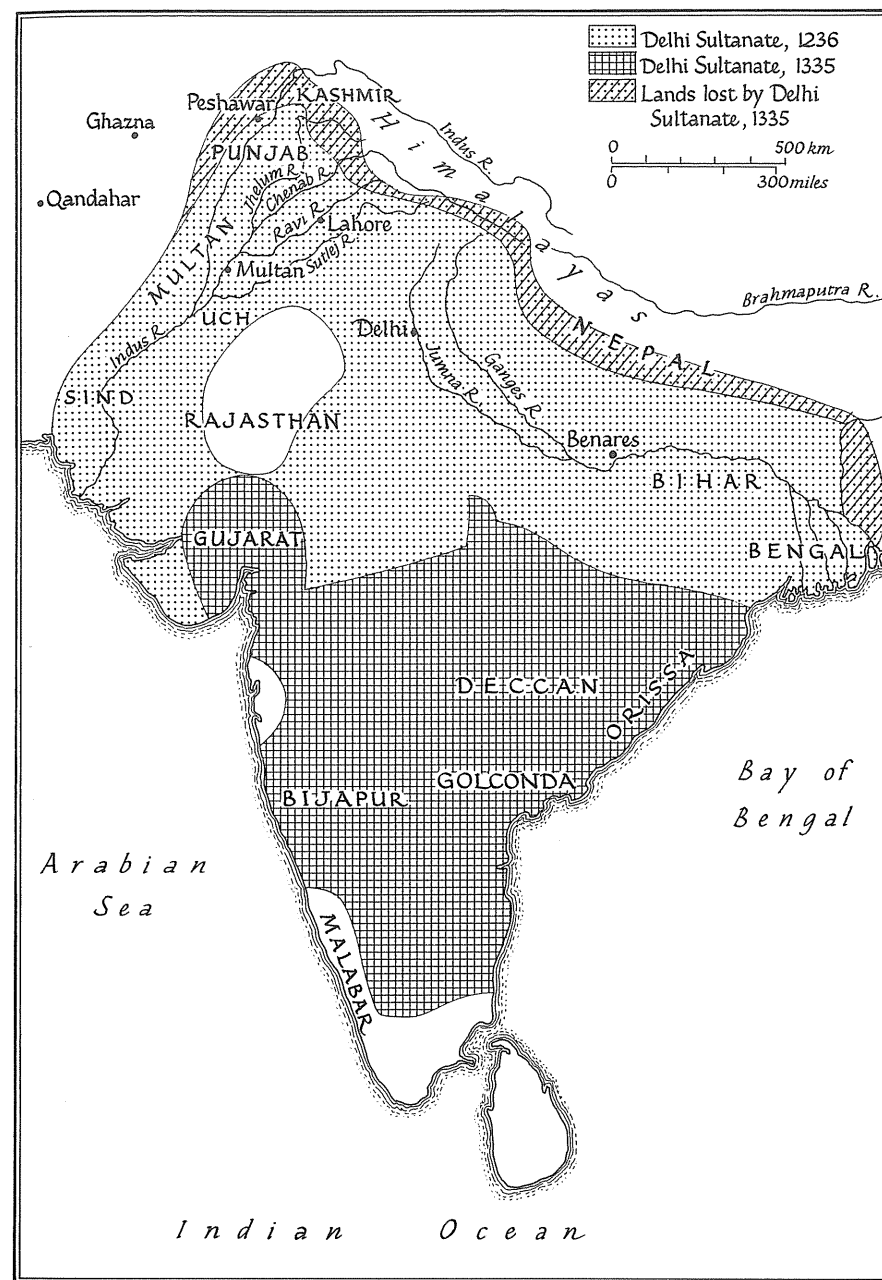 Delhi Sultanate, 1236
Delhi Sultanate, 1335
Lands lost by Delhi
Sultanate, 1335
0 500 km
0 300 miles
KASHMIR
Peshawar
Ghazna
Himalayas
Indus R.
PUNJAB
Jhelum R.
Chenab R.
Qandahar
Ravi R.
Lahore
MULTAN
Multan
Sutlej R.
Brahmaputra R.
UCH
Delhi
NEPAL
Indus R.
Jumna R.
Ganges R.
SIND
RAJASTHAN
Benares
BIHAR
GUJARAT
BENGAL
DECCAN
ORISSA
GOLCONDA
BIJAPUR
Bay of
Bengal
Arabian
Sea
MALABAR
Indian Ocean